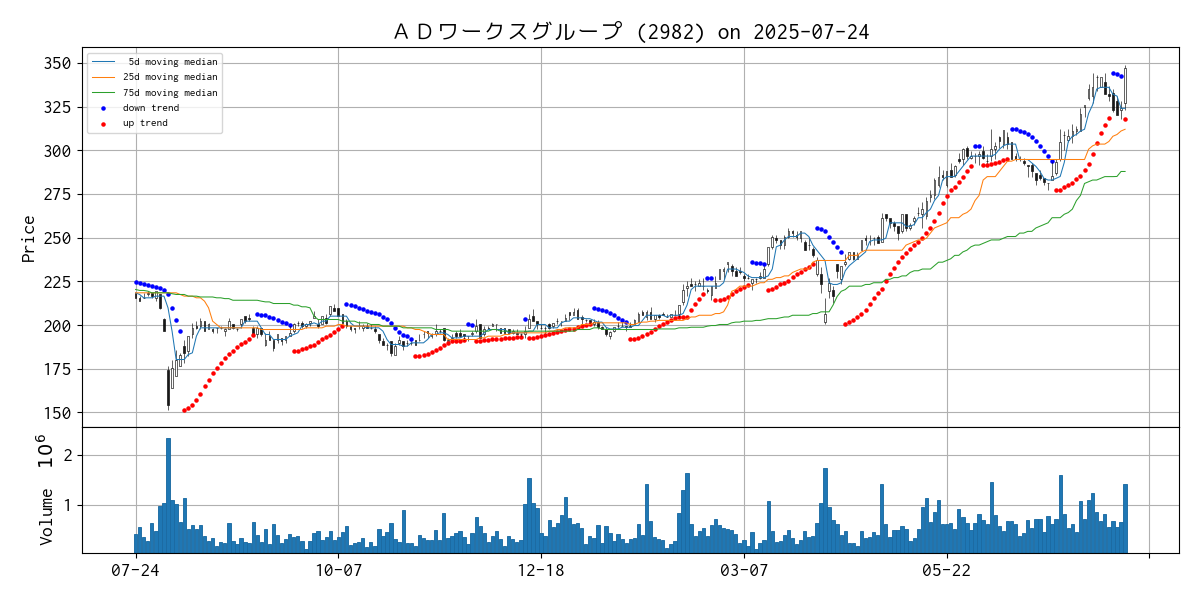 ＡＤワークスグループ (2982) on 2025-07-24
350
325
300
275
250
225
200
175
150
Price
5d moving median
25d moving median
75d moving median
down trend
up trend
2
1
Volume 10^6
07-24
10-07
12-18
03-07
05-22